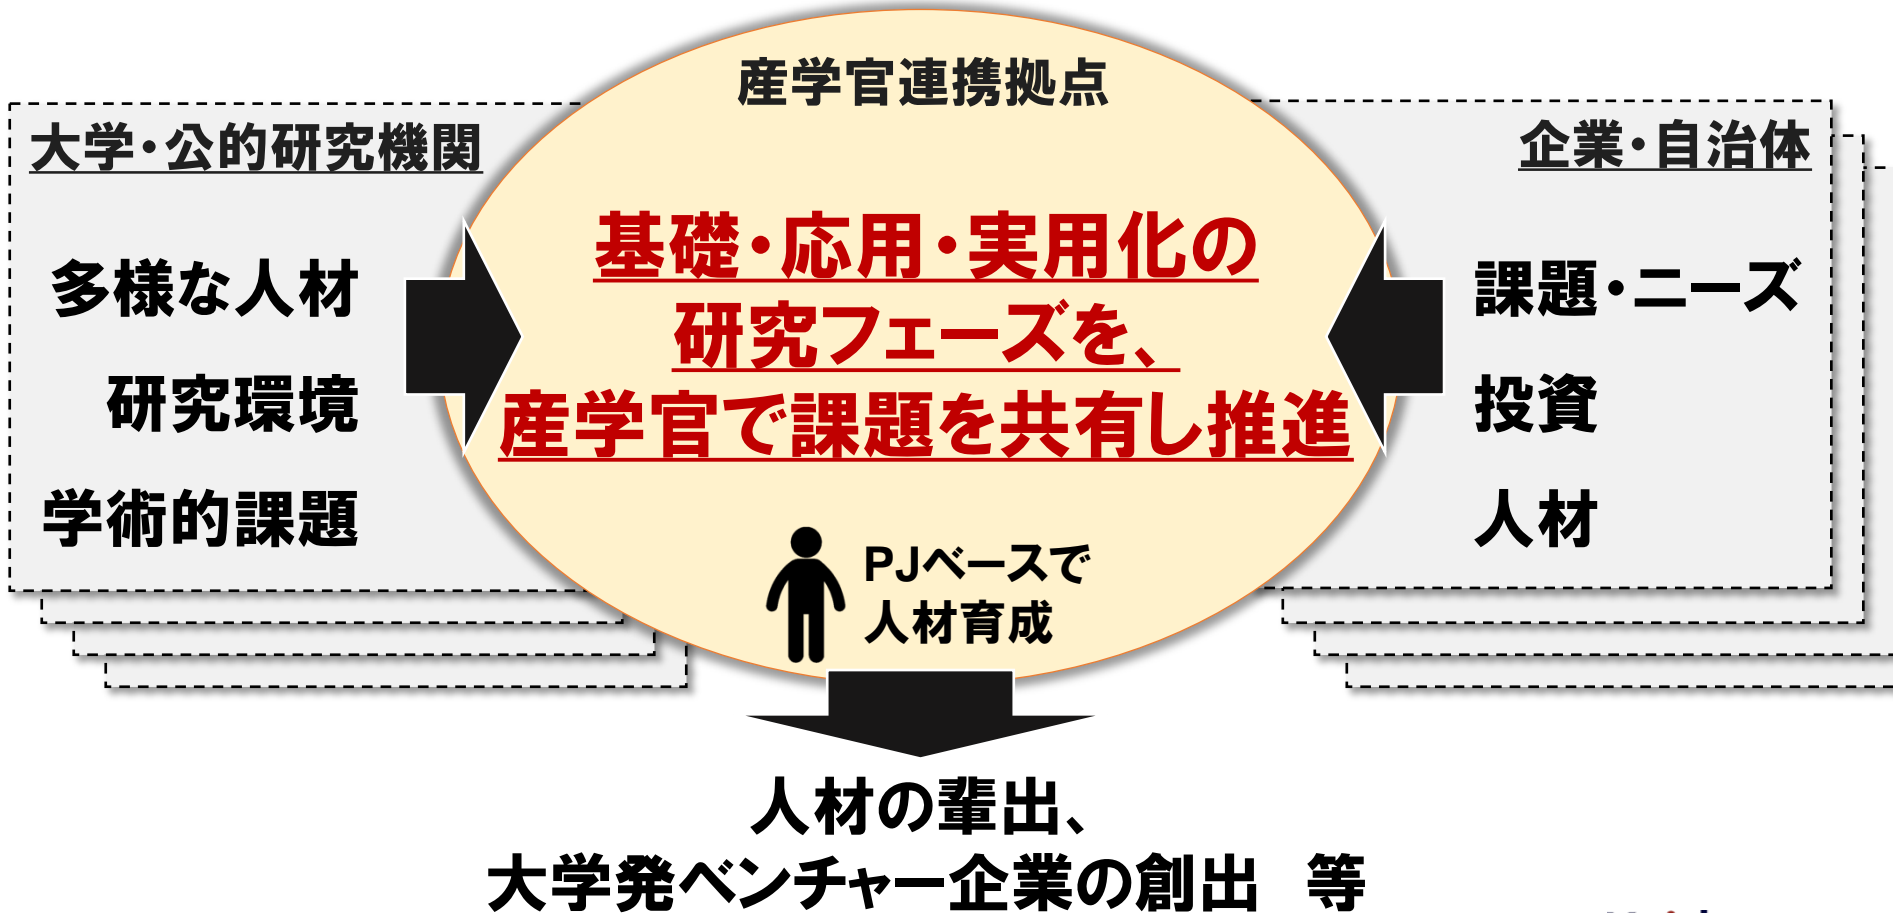 産学官連携拠点
大学・公的研究機関
多様な人材
研究環境
学術的課題
基礎・応用・実用化の
研究フェーズを、
産学官で課題を共有し推進
PJベースで
人材育成
企業・自治体
課題・ニーズ
投資
人材
人材の輩出、
大学発ベンチャー企業の創出　等